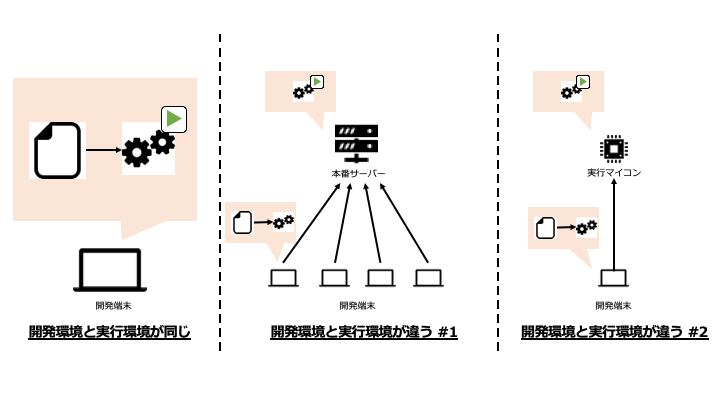 本番サーバー
実行マイコン
開発端末
開発端末
開発端末
開発環境と実行環境が同じ
開発環境と実行環境が違う #1
開発環境と実行環境が違う #2